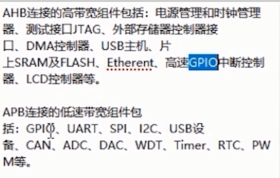 AHB连接的高带宽组件包括：电源管理和时钟管
理器、测试接口JTAG、外部存储器控制器接
口、DMA控制器、USB主机、片
上SRAM及FLASH、Etherent、高速GPIO中断控制
器、LCD控制器等。
APB连接的低速带宽组件包
括：GPIO、UART、SPI、I2C、USB设
备、CAN、ADC、DAC、WDT、Timer、RTC、PW
M等。